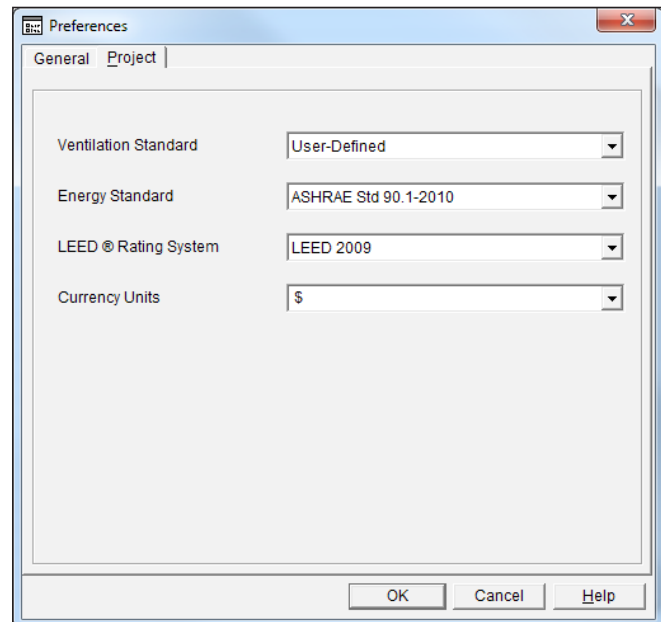 Preferences
General Project
Ventilation Standard User-Defined
Energy Standard ASHRAE Std 90.1-2010
LEED ® Rating System LEED 2009
Currency Units $
OK Cancel Help